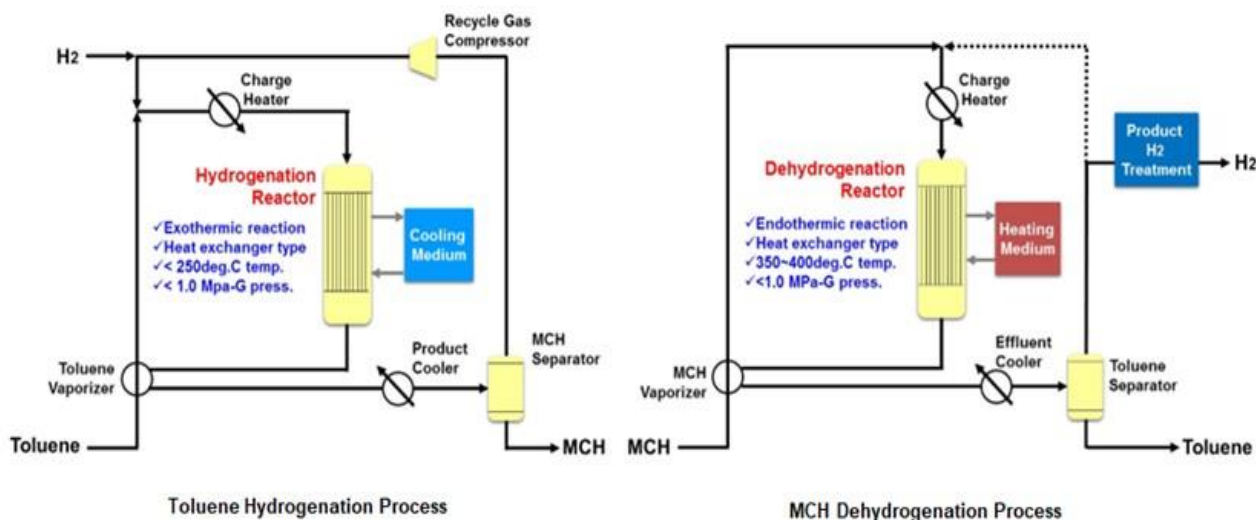 Recycle Gas
Compressor
H2
Charge
Heater
Hydrogenation
Reactor
✓Exothermic reaction
✓Heat exchanger type
✓< 250deg.C temp.
✓< 1.0 Mpa-G press.
Cooling
Medium
Toluene
Vaporizer
Product
Cooler
MCH
Separator
Toluene
MCH
Toluene Hydrogenation Process
Charge
Heater
Product
H2
Treatment
H2
Dehydrogenation
Reactor
✓Endothermic reaction
✓Heat exchanger type
✓350~400deg.C temp.
✓<1.0 MPa-G press.
Heating
Medium
MCH
Vaporizer
Effluent
Cooler
Toluene
Separator
MCH
Toluene
MCH Dehydrogenation Process